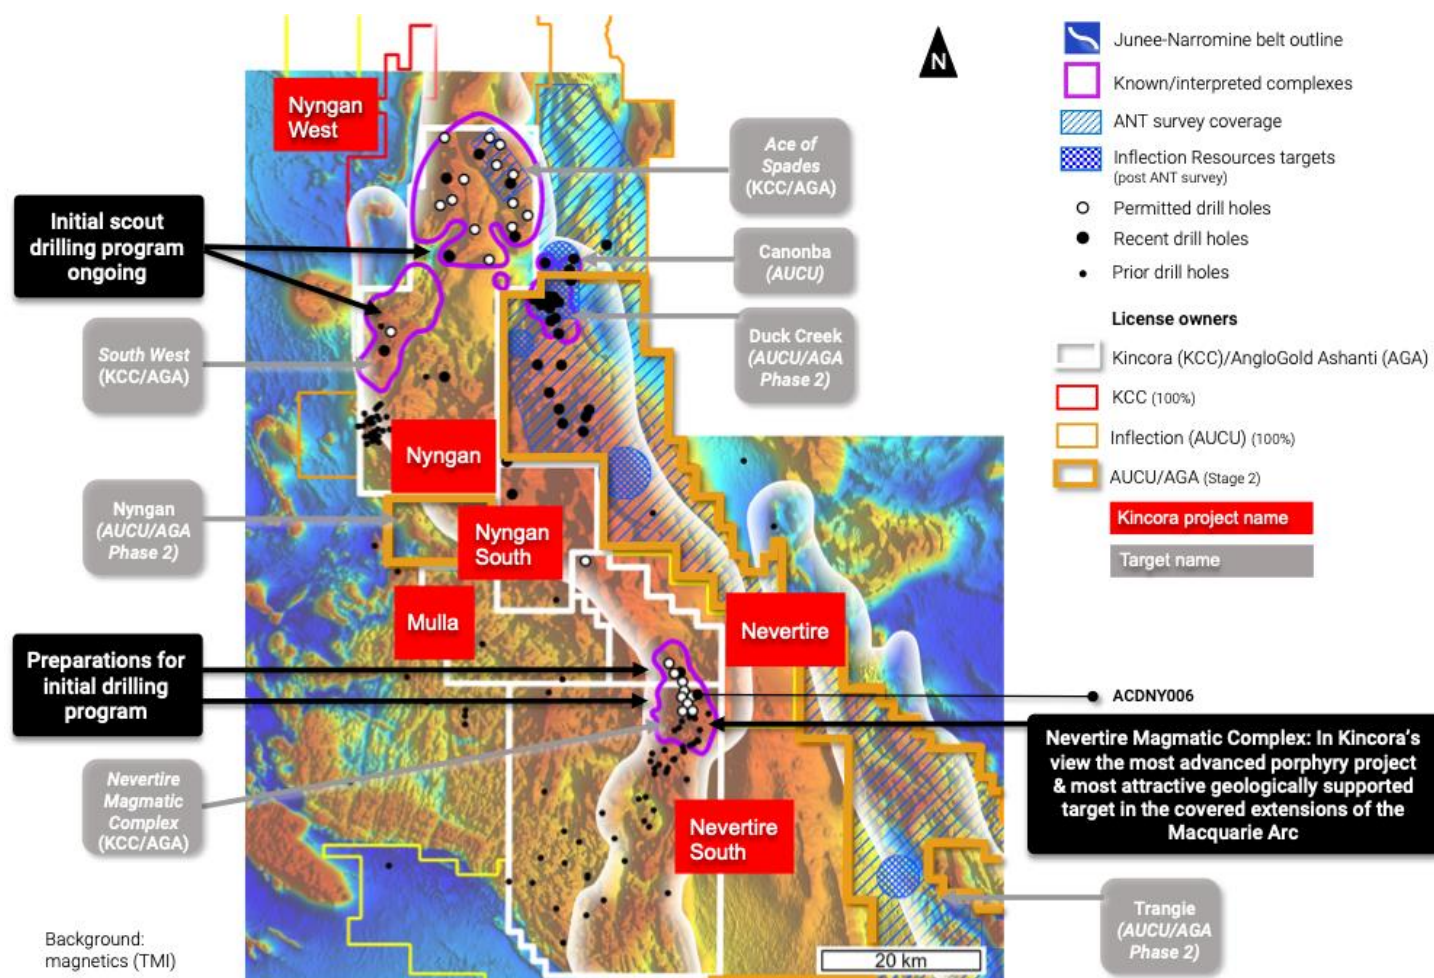 Nyngan
West
N
Junee-Narromine belt outline
Known/interpreted complexes
ANT survey coverage
Inflection Resources targets
(post ANT survey)
Permitted drill holes
Recent drill holes
Prior drill holes
License owners
Kincora (KCC)/AngloGold Ashanti (AGA)
KCC (100%)
Inflection (AUCU) (100%)
AUCU/AGA (Stage 2)
Kincora project name
Target name
Ace of
Spades
(KCC/AGA)
Initial scout
drilling program
ongoing
Canonba
(AUCU)
South West
(KCC/AGA)
Duck Creek
(AUCU/AGA
Phase 2)
Nyngan
Nyngan
(AUCU/AGA
Phase 2)
Nyngan
South
Mulla
Nevertire
Preparations for
initial drilling
program
ACDNY006
Nevertire Magmatic Complex: In Kincora's
view the most advanced porphyry project
& most attractive geologically supported
target in the covered extensions of the
Macquarie Arc
Nevertire
Magmatic
Complex
(KCC/AGA)
Nevertire
South
Trangie
(AUCU/AGA
Phase 2)
Background:
magnetics (TMI)
20 km